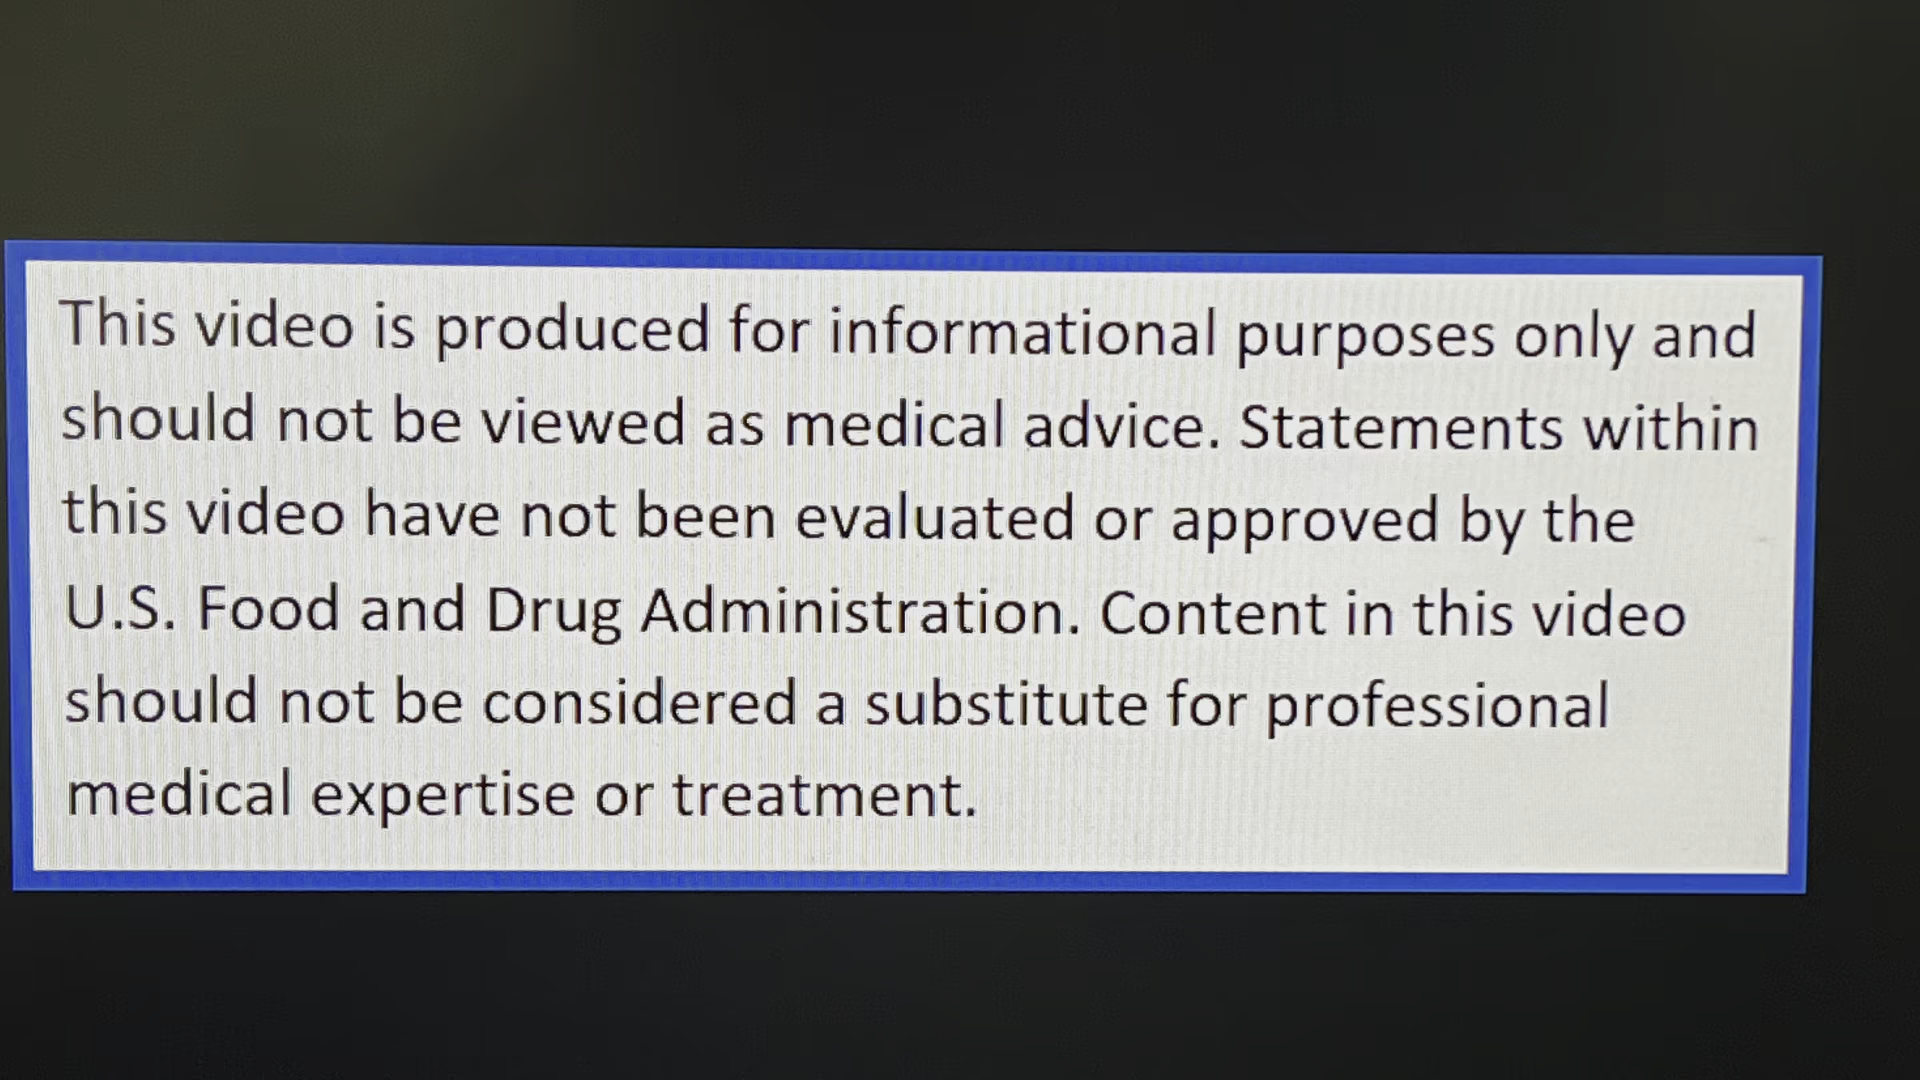 This video is produced for informational purposes only and
should not be viewed as medical advice. Statements within
this video have not been evaluated or approved by the
U.S. Food and Drug Administration. Content in this video
should not be considered a substitute for professional
medical expertise or treatment.